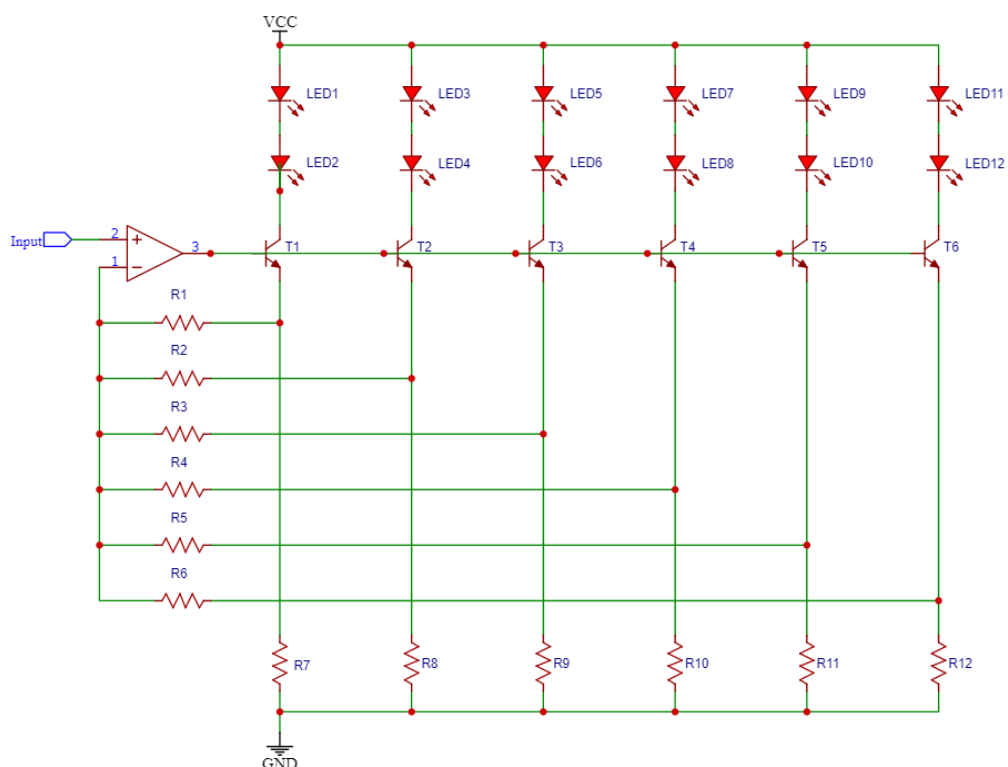 VCC
LED1 LED3 LED5 LED7 LED9 LED11
LED2 LED4 LED6 LED8 LED10 LED12
Input 2 3 T1 T2 T3 T4 T5 T6
1
R1
R2
R3
R4
R5
R6
R7 R8 R9 R10 R11 R12
GND